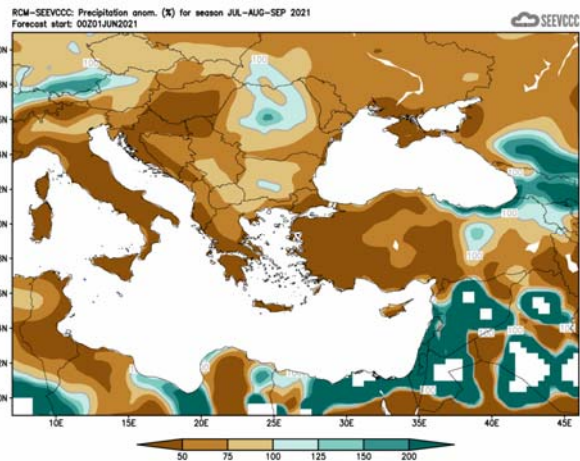 RCM-SEEVCCC: Precipitation anom. (%) for season JUL-AUG-SEP 2021
Forecast start: 00Z01JUN2021
SEEVCCC
100
100
100
100
100
100
10E 15E 20E 25E 30E 35E 40E 45E
50 75 100 125 150 200